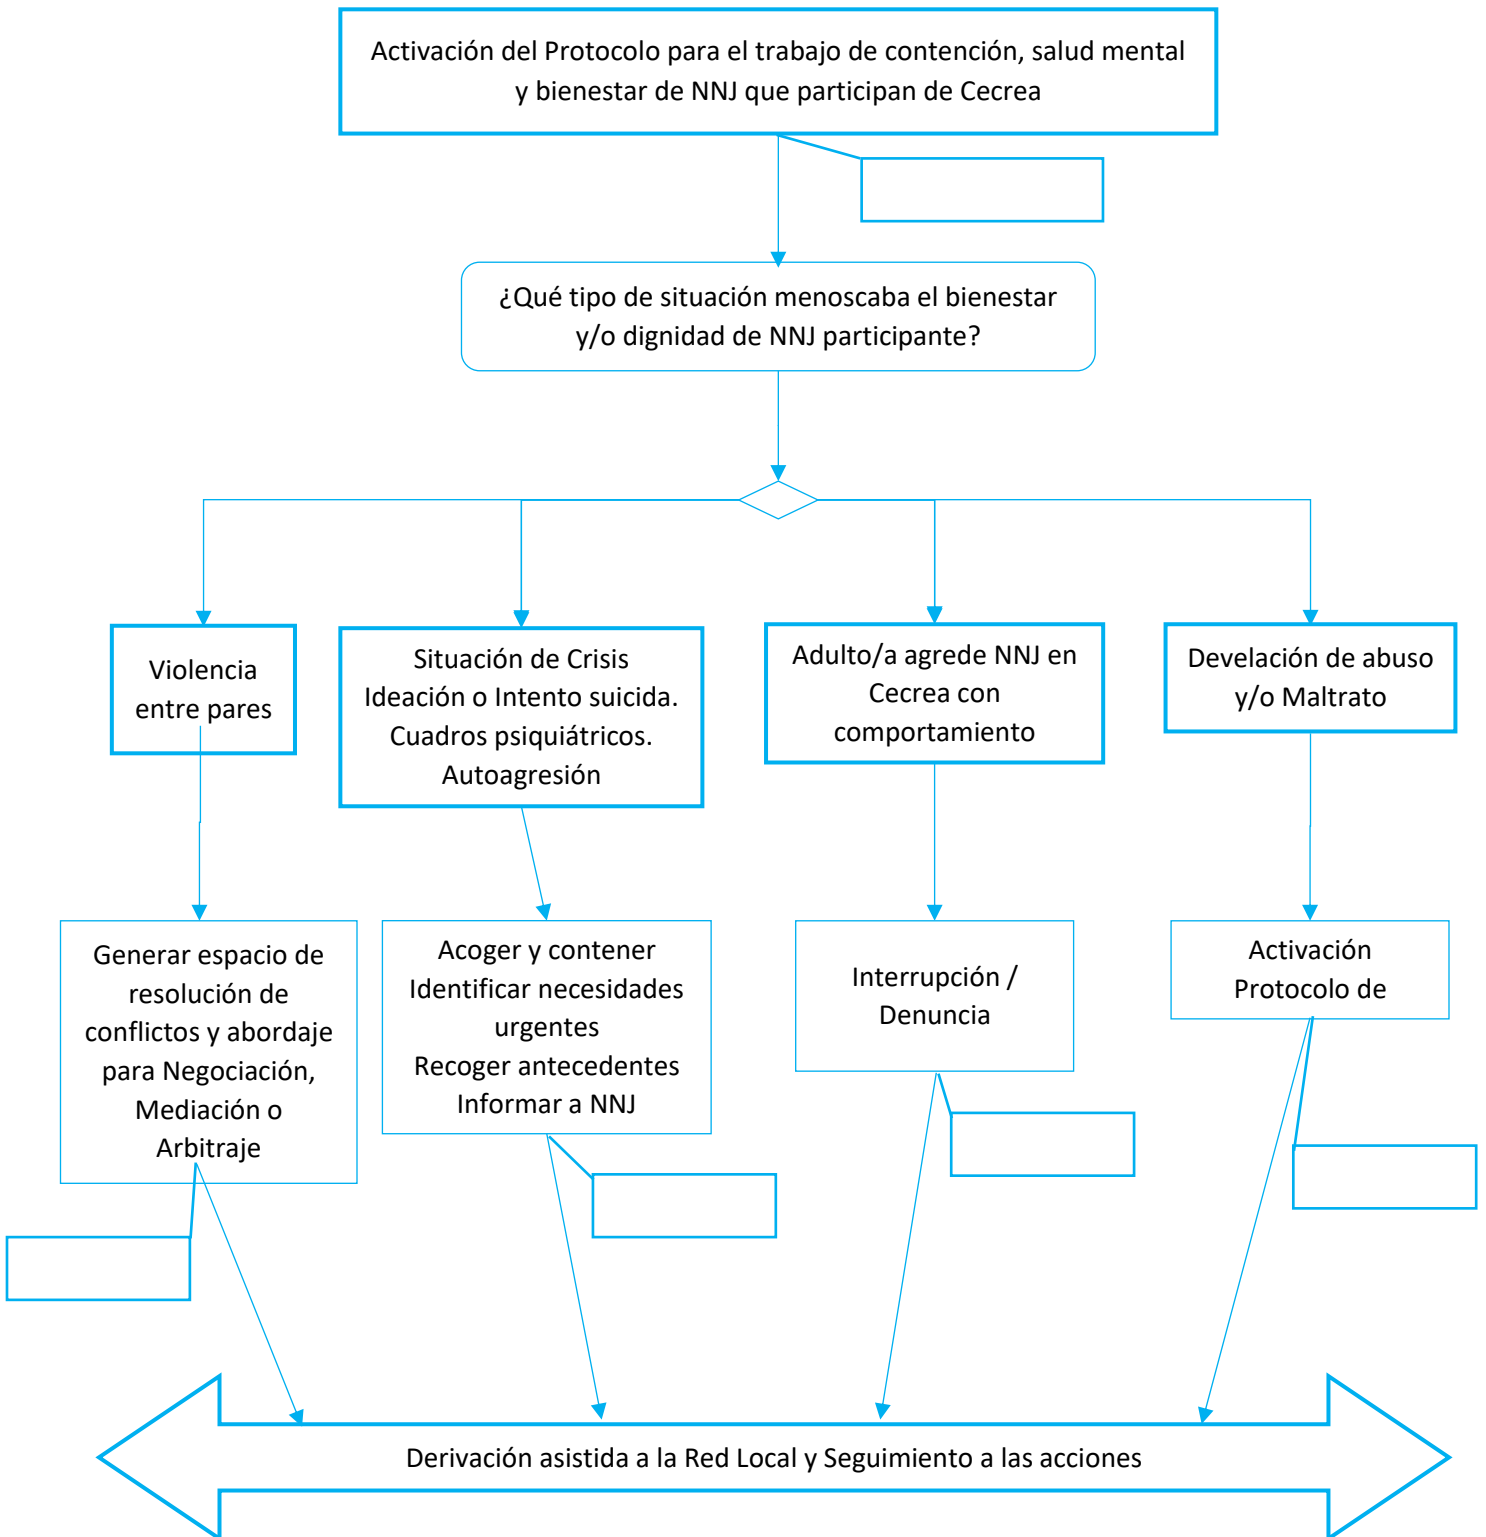 Activación del Protocolo para el trabajo de contención, salud mental
y bienestar de NNJ que participan de Cecrea
¿Qué tipo de situación menoscaba el bienestar
y/o dignidad de NNJ participante?
Violencia
entre pares
Situación de Crisis
Ideación o Intento suicida.
Cuadros psiquiátricos.
Autoagresión
Adulto/a agrede NNJ en
Cecrea con
comportamiento
Develación de abuso
y/o Maltrato
Generar espacio de
resolución de
conflictos y abordaje
para Negociación,
Mediación o
Arbitraje
Acoger y contener
Identificar necesidades
urgentes
Recoger antecedentes
Informar a NNJ
Interrupción /
Denuncia
Activación
Protocolo de
Derivación asistida a la Red Local y Seguimiento a las acciones